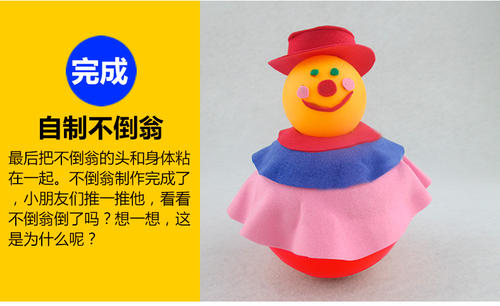 完成
自制不倒翁
最后把不倒翁的头和身体粘
在一起。不倒翁制作完成了
，小朋友们推一推他，看看
不倒翁倒了吗？想一想，这
是为什么呢？